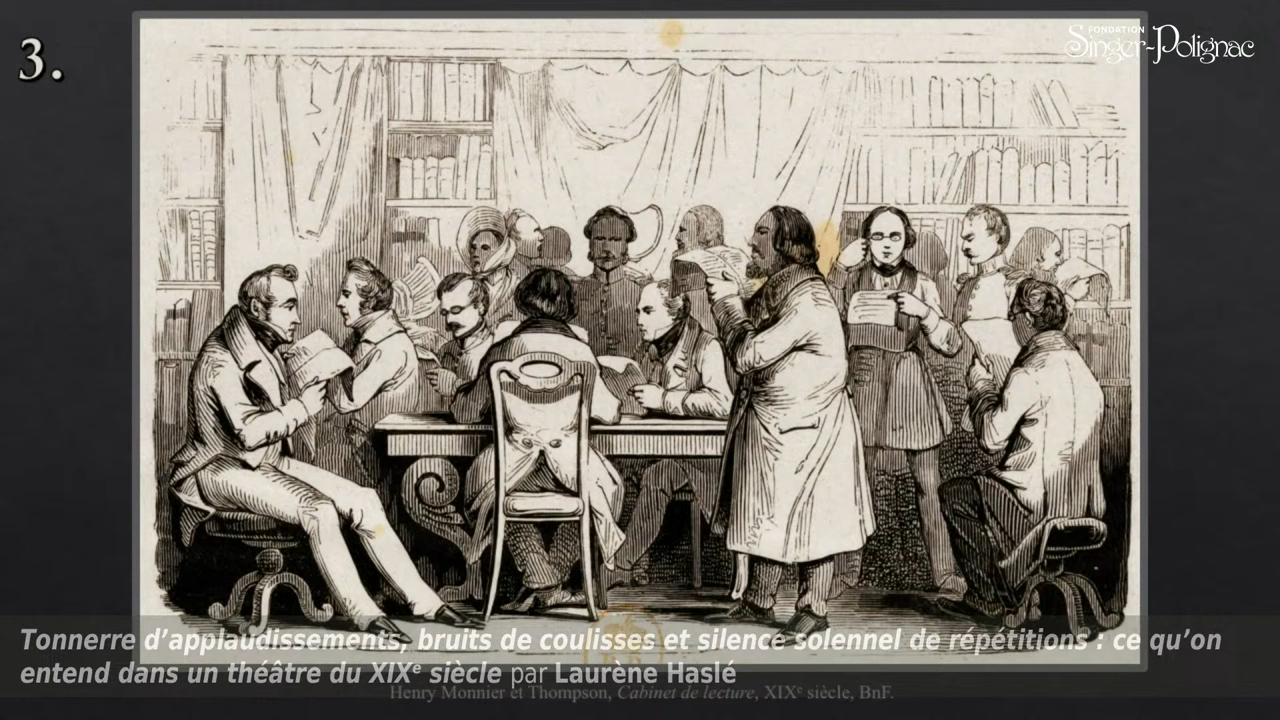 3.
FONDATION
Singer-Polignac
Tonnerre d’applaudissements, bruits de coulisses et silence solennel de répétitions : ce qu’on
entend dans un théâtre du XIXe siècle par Laurène Haslé
Henry Monnier et Thompson, Cabinet de lecture, XIXe siècle, BnF.